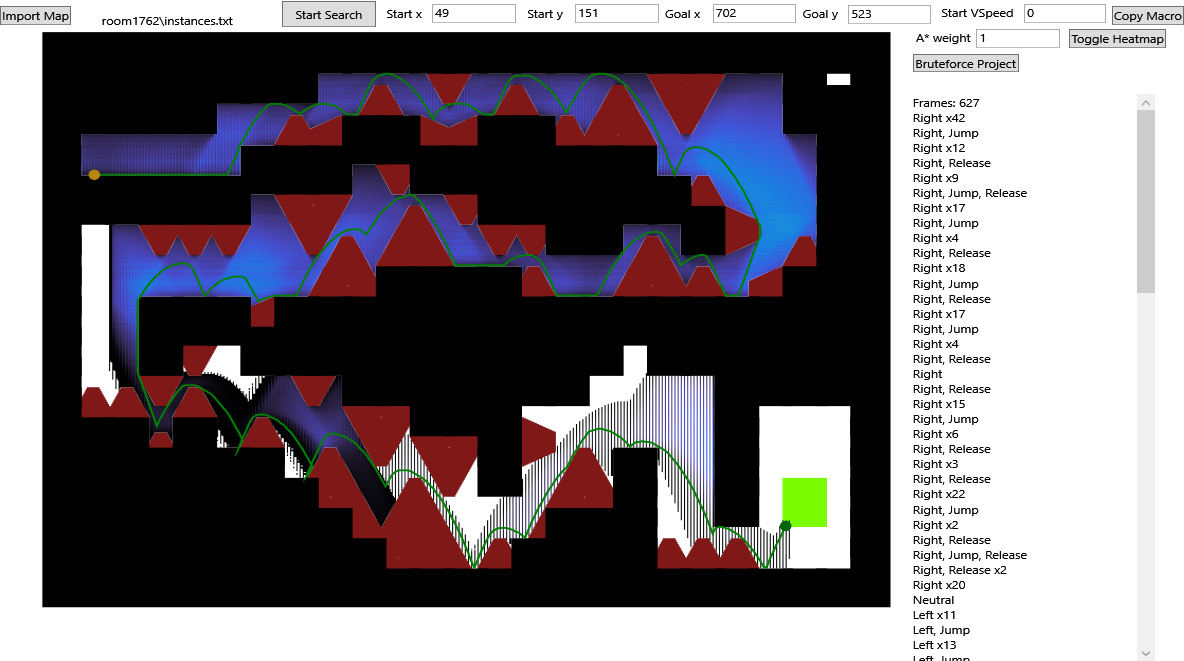 Import Map
room1762\instances.txt
Start Search
Start x 49
Start y 151
Goal x 702
Goal y 523
Start VSpeed 0
Copy Macro
A* weight 1
Toggle Heatmap
Bruteforce Project
Frames: 627
Right x42
Right, Jump
Right x12
Right, Release
Right x9
Right, Jump, Release
Right x17
Right, Jump
Right x4
Right, Release
Right x18
Right, Jump
Right, Release
Right x17
Right, Jump
Right x4
Right, Release
Right
Right, Release
Right x15
Right, Jump
Right x6
Right, Release
Right x3
Right, Release
Right x22
Right, Jump
Right x2
Right, Release
Right, Jump, Release
Right, Release x2
Right x20
Neutral
Left x11
Left, Jump
Left x13
Left, Jump